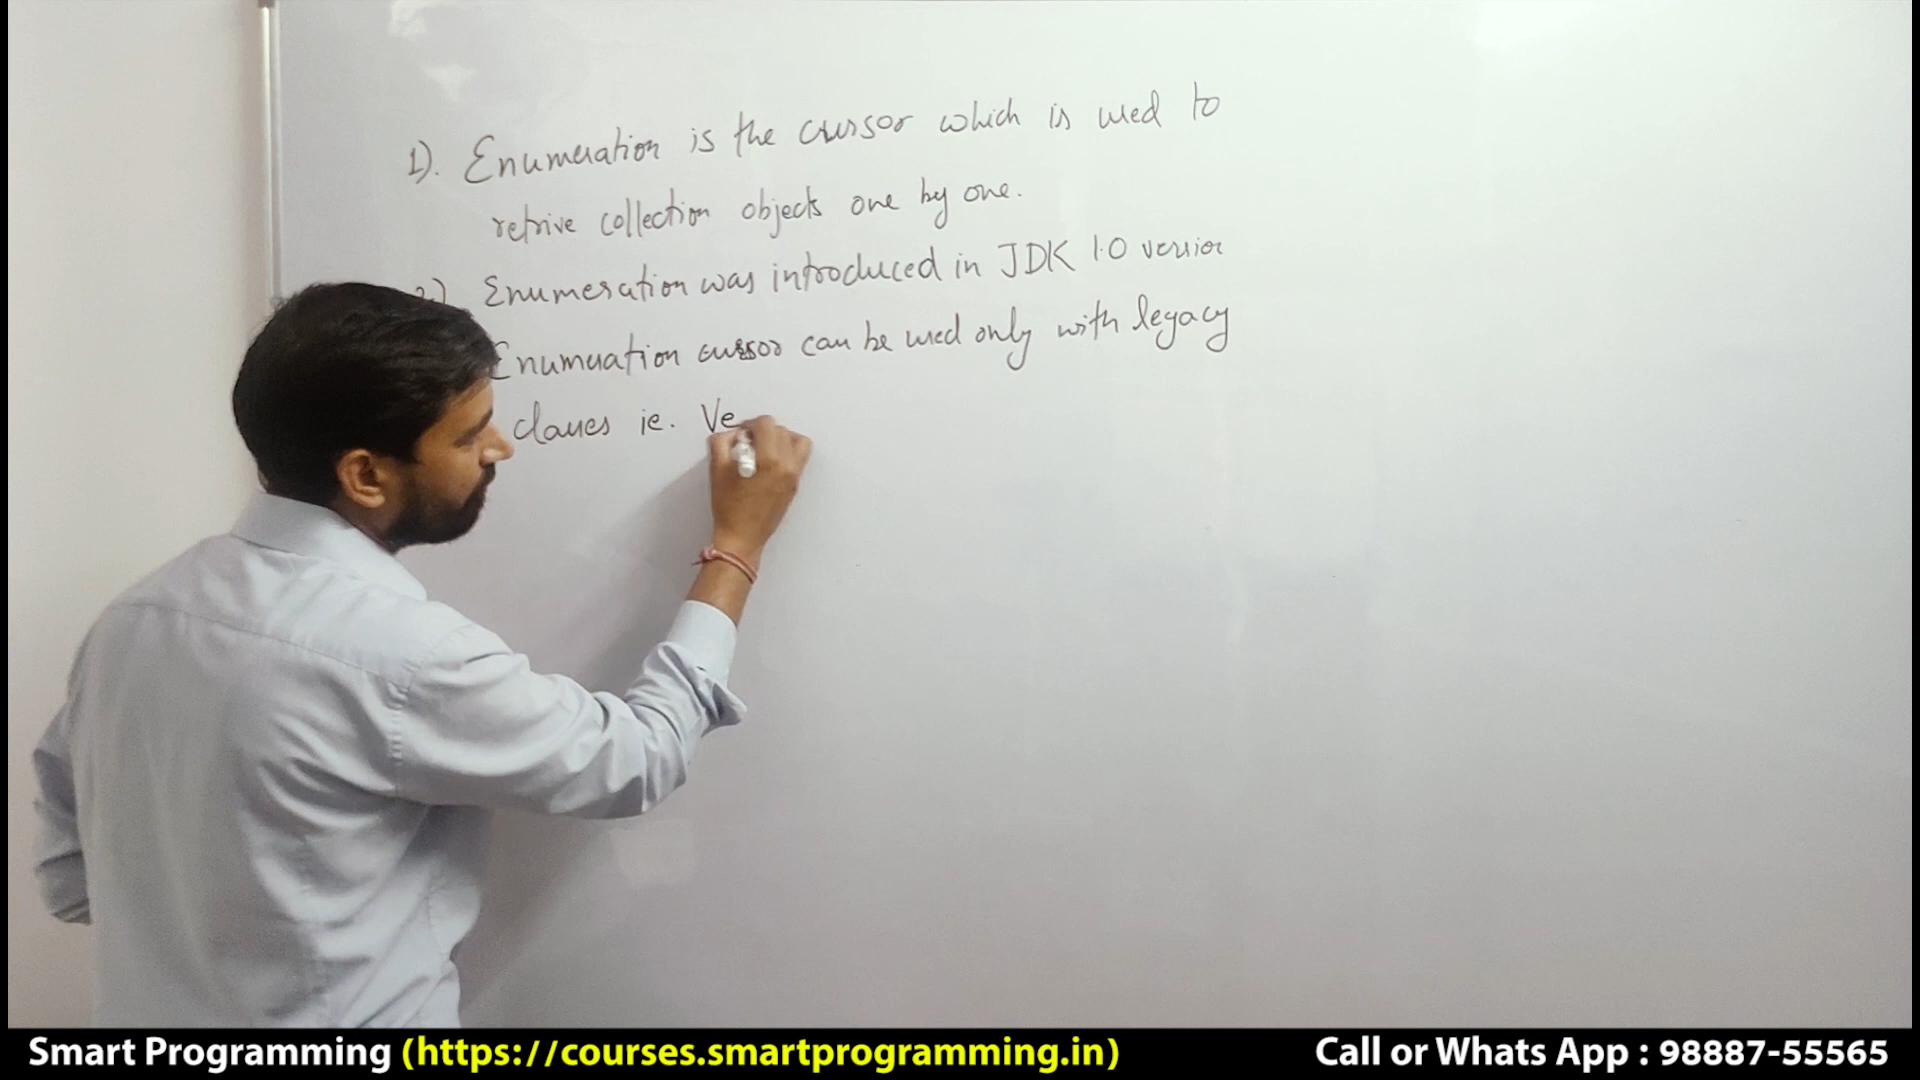 1). Enumeration is the cursor which is used to
retrive collection objects one by one.
2) Enumeration was introduced in JDK 1.0 version
Enumeration cursor can be used only with legacy
classes ie. Ve
Smart Programming (https://courses.smartprogramming.in)
Call or Whats App : 98887-55565